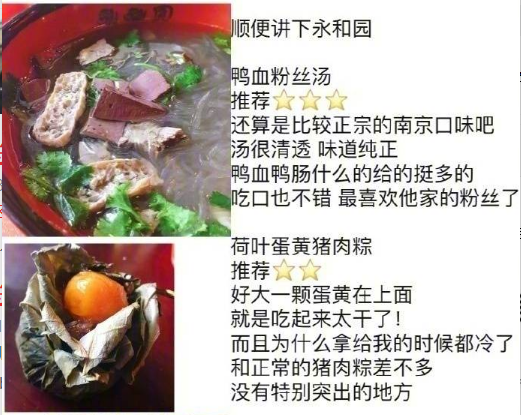 顺便讲下永和园
鸭血粉丝汤
推荐⭐⭐⭐
还算是比较正宗的南京口味吧
汤很清透 味道纯正
鸭血鸭肠什么的给的挺多的
吃口也不错 最喜欢他家的粉丝了
荷叶蛋黄猪肉粽
推荐⭐⭐
好大一颗蛋黄在上面
就是吃起来太干了!
而且为什么拿给我的时候都冷了
和正常的猪肉粽差不多
没有特别突出的地方